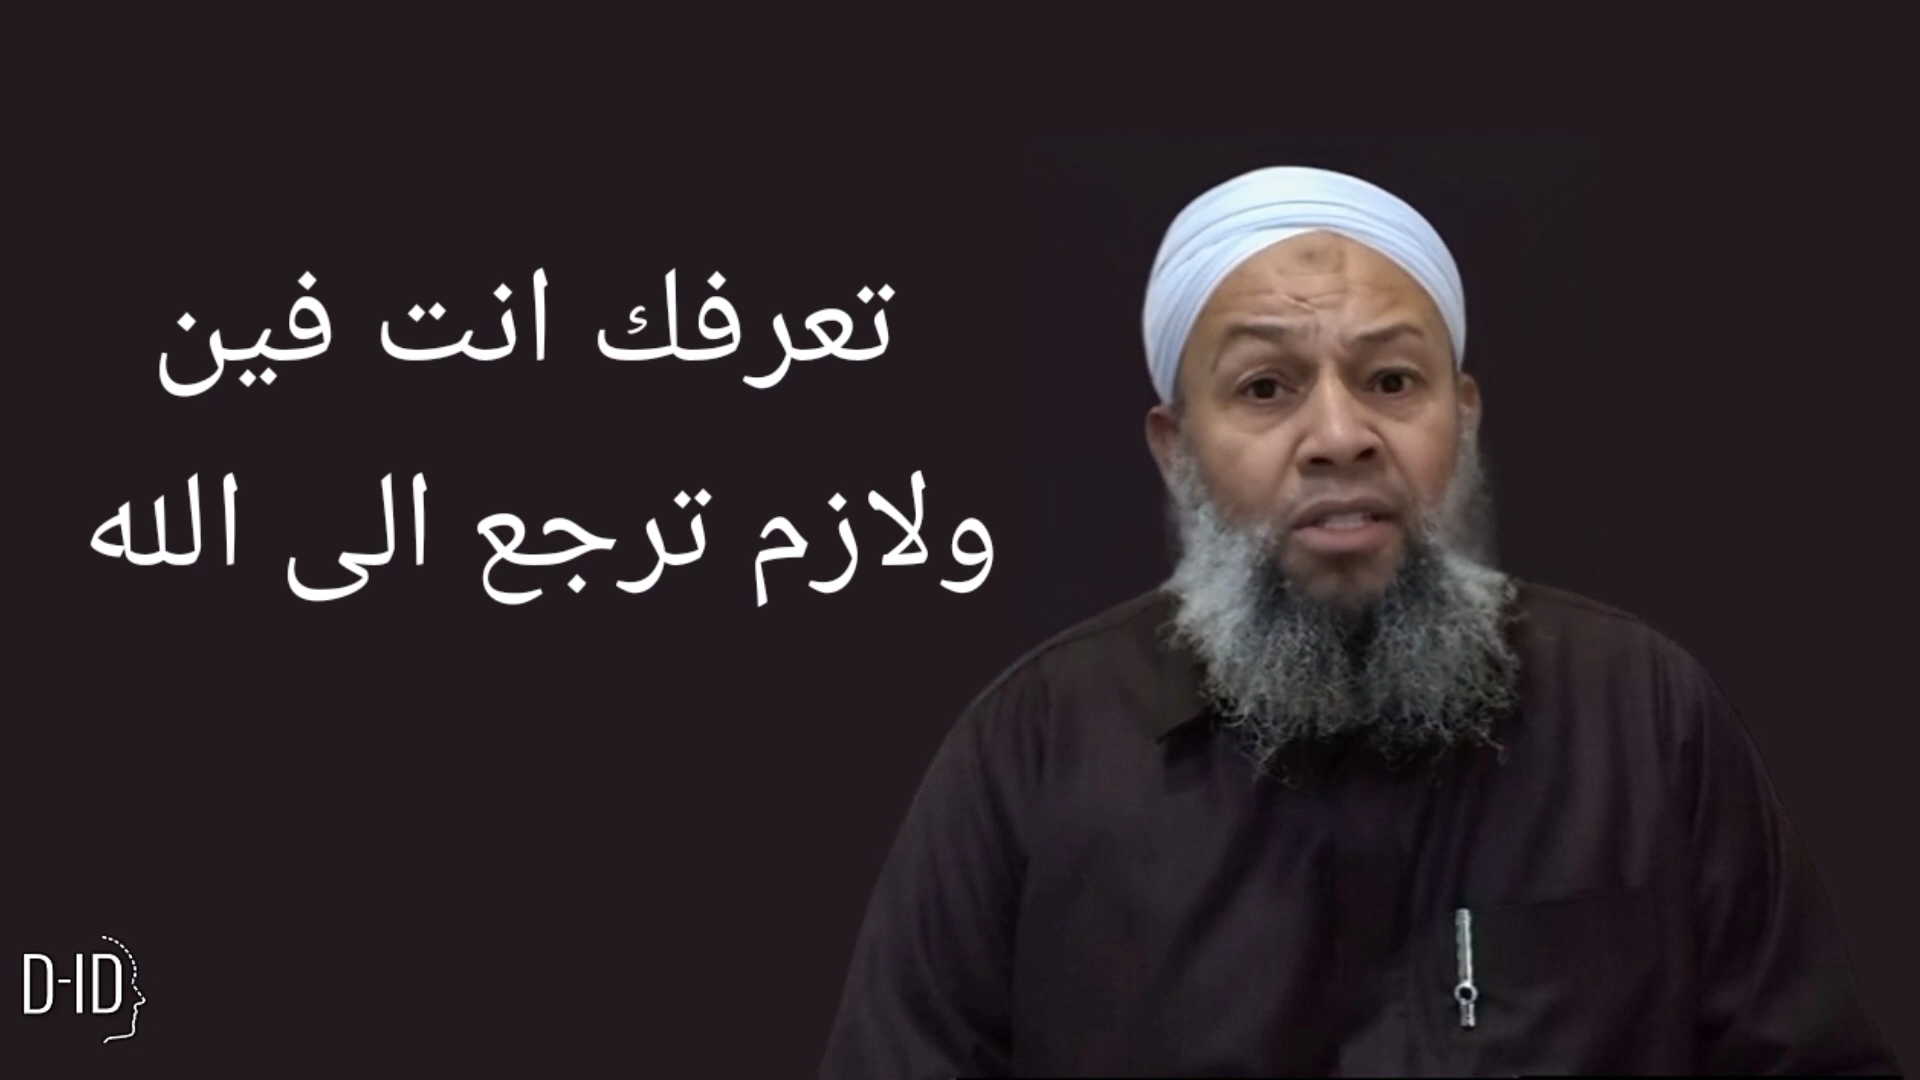 تعرفك انت فين
ولازم ترجع الى الله
D-ID